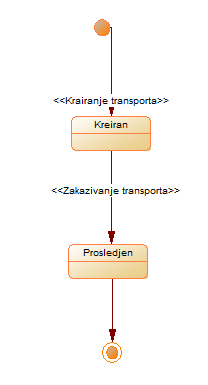 <<Krairanje transporta>>
Kreiran
<<Zakazivanje transporta>>
Prosledjen